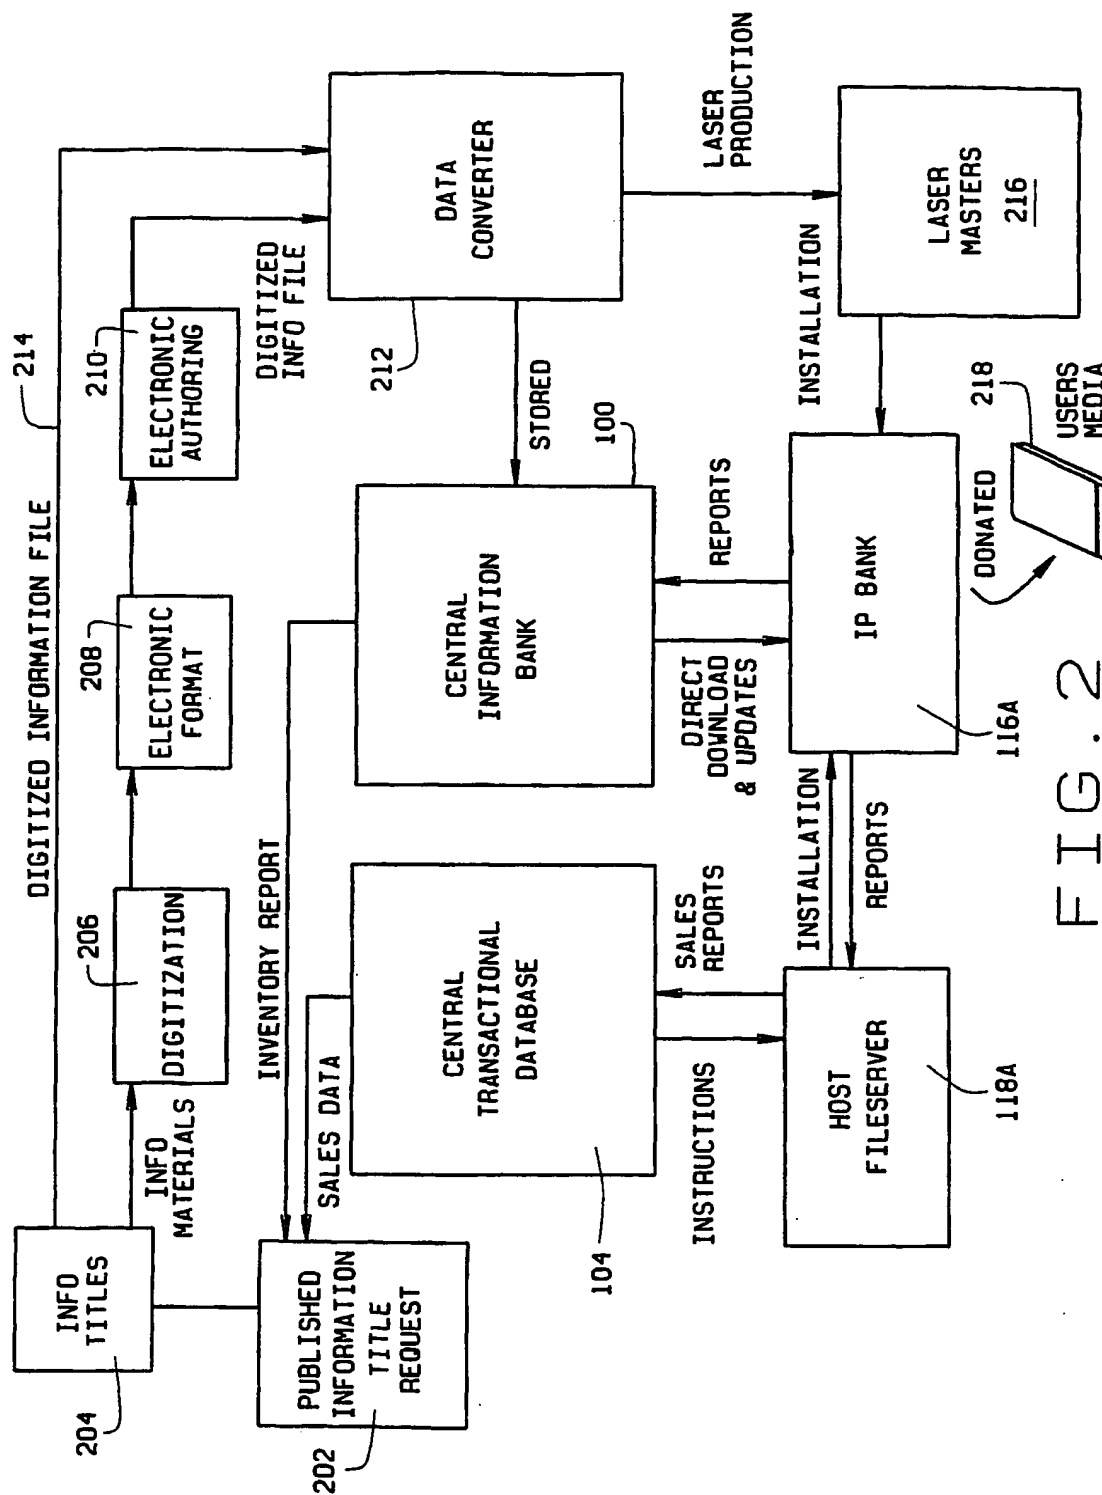 DIGITIZED INFORMATION FILE
214
INFO
TITLES
204
INFO
MATERIALS
206
DIGITIZATION
208
ELECTRONIC
FORMAT
210
ELECTRONIC
AUTHORING
DIGITIZED
INFO FILE
PUBLISHED
INFORMATION
TITLE
REQUEST
202
INVENTORY REPORT
SALES DATA
CENTRAL
TRANSACTIONAL
DATABASE
104
CENTRAL
INFORMATION
BANK
100
STORED
DATA
CONVERTER
212
INSTRUCTIONS
SALES
REPORTS
DIRECT
DOWNLOAD
& UPDATES
REPORTS
LASER
PRODUCTION
HOST
FILESERVER
118A
INSTALLATION
REPORTS
IP BANK
116A
INSTALLATION
LASER
MASTERS
216
DONATED
218
USERS
MEDIA
FIG. 2